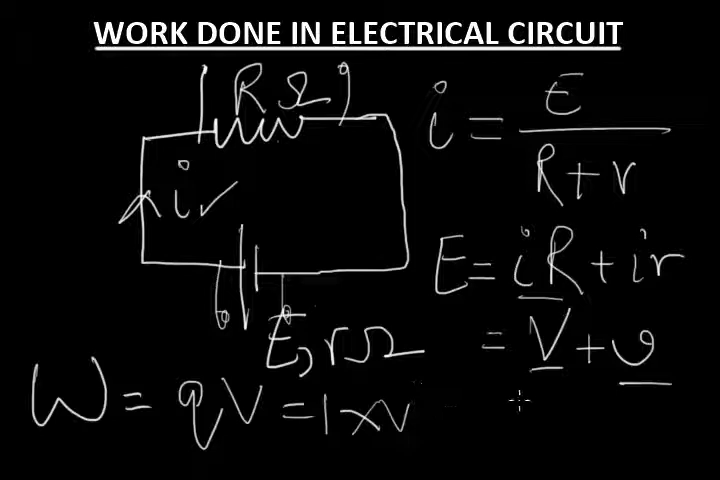 WORK DONE IN ELECTRICAL CIRCUIT
R Ω
i
E, r Ω
i = E / R + r
E = iR + ir
= V + v
W = qV = 1 × V